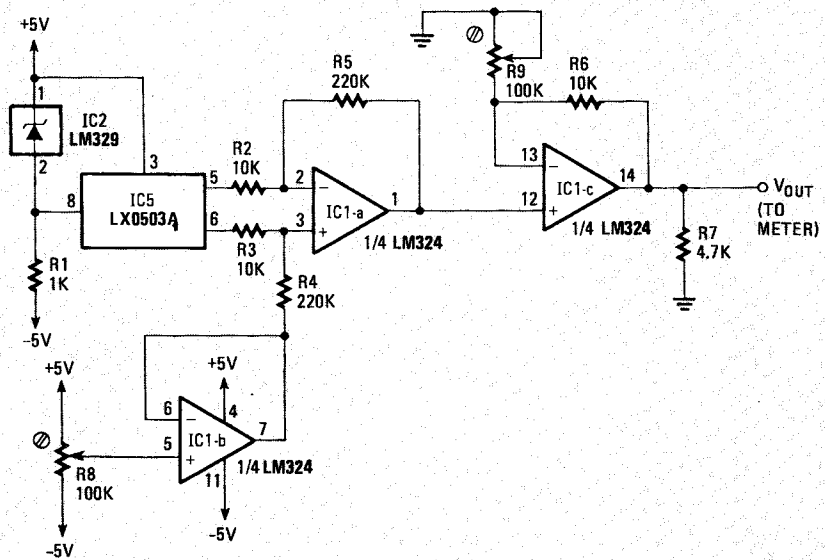 +5V
1
IC2
LM329
2
3
8
IC5
LX0503A
5
6
R1
1K
-5V
R2
10K
R3
10K
R5
220K
2
-
3
+
IC1-a
1
1/4 LM324
R4
220K
+5V
R8
100K
-5V
6
-
5
+
IC1-b
+5V
4
7
11
1/4 LM324
-5V
R9
100K
R6
10K
13
-
12
+
IC1-c
14
1/4 LM324
R7
4.7K
VOUT
(TO
METER)